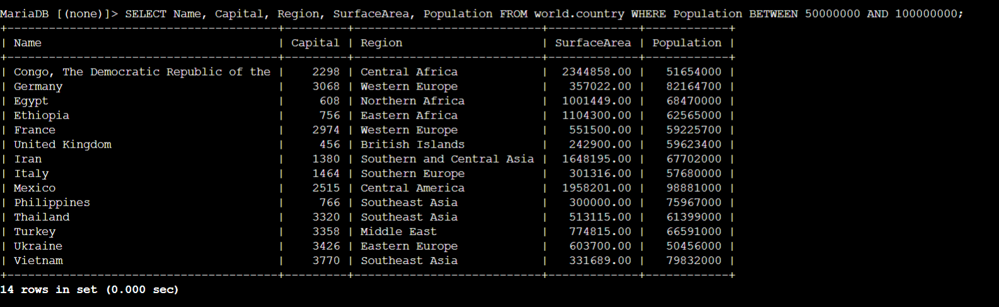 MariaDB [(none)]> SELECT Name, Capital, Region, SurfaceArea, Population FROM world.country WHERE Population BETWEEN 50000000 AND 100000000;
+---------------------------------------+---------+---------------------------+-------------+------------+
| Name                                  | Capital | Region                    | SurfaceArea | Population |
+---------------------------------------+---------+---------------------------+-------------+------------+
| Congo, The Democratic Republic of the |    2298 | Central Africa            |  2344858.00 |   51654000 |
| Germany                               |    3068 | Western Europe            |   357022.00 |   82164700 |
| Egypt                                 |     608 | Northern Africa           |  1001449.00 |   68470000 |
| Ethiopia                              |     756 | Eastern Africa            |  1104300.00 |   62565000 |
| France                                |    2974 | Western Europe            |   551500.00 |   59225700 |
| United Kingdom                        |     456 | British Islands           |   242900.00 |   59623400 |
| Iran                                  |    1380 | Southern and Central Asia |  1648195.00 |   67702000 |
| Italy                                 |    1464 | Southern Europe           |   301316.00 |   57680000 |
| Mexico                                |    2515 | Central America           |  1958201.00 |   98881000 |
| Philippines                           |     766 | Southeast Asia            |   300000.00 |   75967000 |
| Thailand                              |    3320 | Southeast Asia            |   513115.00 |   61399000 |
| Turkey                                |    3358 | Middle East               |   774815.00 |   66591000 |
| Ukraine                               |    3426 | Eastern Europe            |   603700.00 |   50456000 |
| Vietnam                               |    3770 | Southeast Asia            |   331689.00 |   79832000 |
+---------------------------------------+---------+---------------------------+-------------+------------+
14 rows in set (0.000 sec)